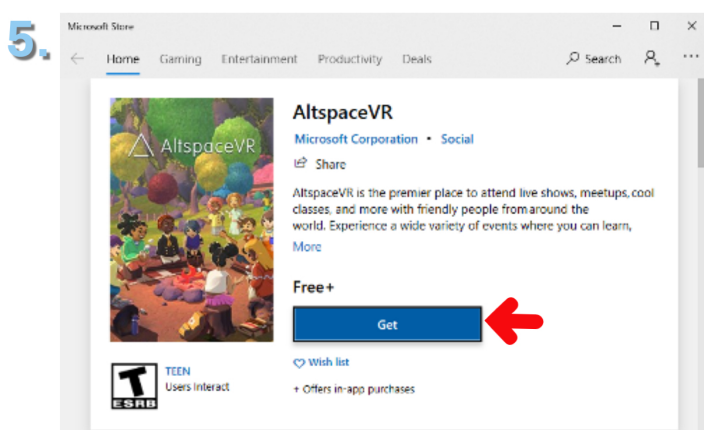 5.
Microsoft Store
Home Gaming Entertainment Productivity Deals Search
AltspaceVR
AltspaceVR
Microsoft Corporation • Social
Share
AltspaceVR is the premier place to attend live shows, meetups, cool
classes, and more with friendly people from around the
world. Experience a wide variety of events where you can learn,
More
Free+
Get
Wish list
+ Offers in-app purchases
T
ESRB
TEEN
Users Interact